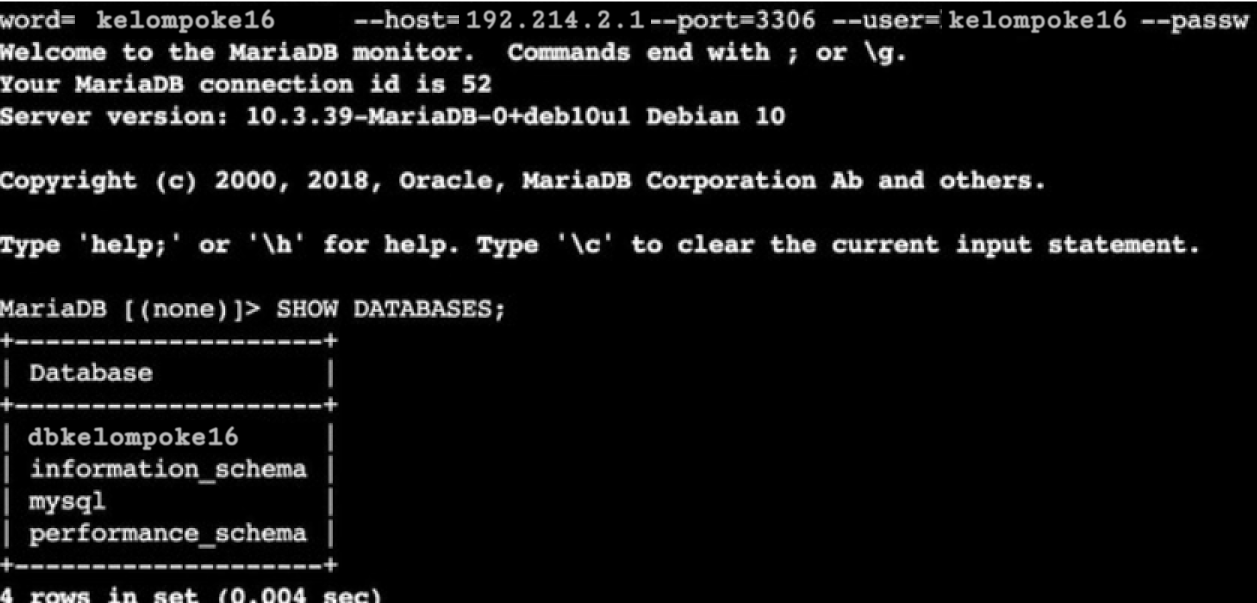 word= kelompoke16 --host=192.214.2.1--port=3306 --user=kelompoke16 --passw
Welcome to the MariaDB monitor.  Commands end with ; or \g.
Your MariaDB connection id is 52
Server version: 10.3.39-MariaDB-0+deb10u1 Debian 10
Copyright (c) 2000, 2018, Oracle, MariaDB Corporation Ab and others.
Type 'help;' or '\h' for help. Type '\c' to clear the current input statement.
MariaDB [(none)]> SHOW DATABASES;
+--------------------+
| Database           |
+--------------------+
| dbkelompoke16      |
| information_schema |
| mysql              |
| performance_schema |
+--------------------+
4 rows in set (0.004 sec)